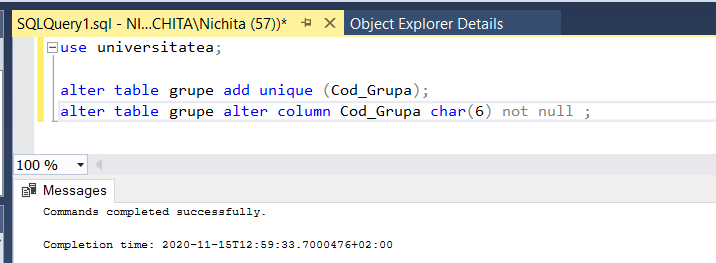 SQLQuery1.sql - NI...CHITA\Nichita (57))* Object Explorer Details
use universitatea;
alter table grupe add unique (Cod_Grupa);
alter table grupe alter column Cod_Grupa char(6) not null ;
100 %
Messages
Commands completed successfully.
Completion time: 2020-11-15T12:59:33.7000476+02:00